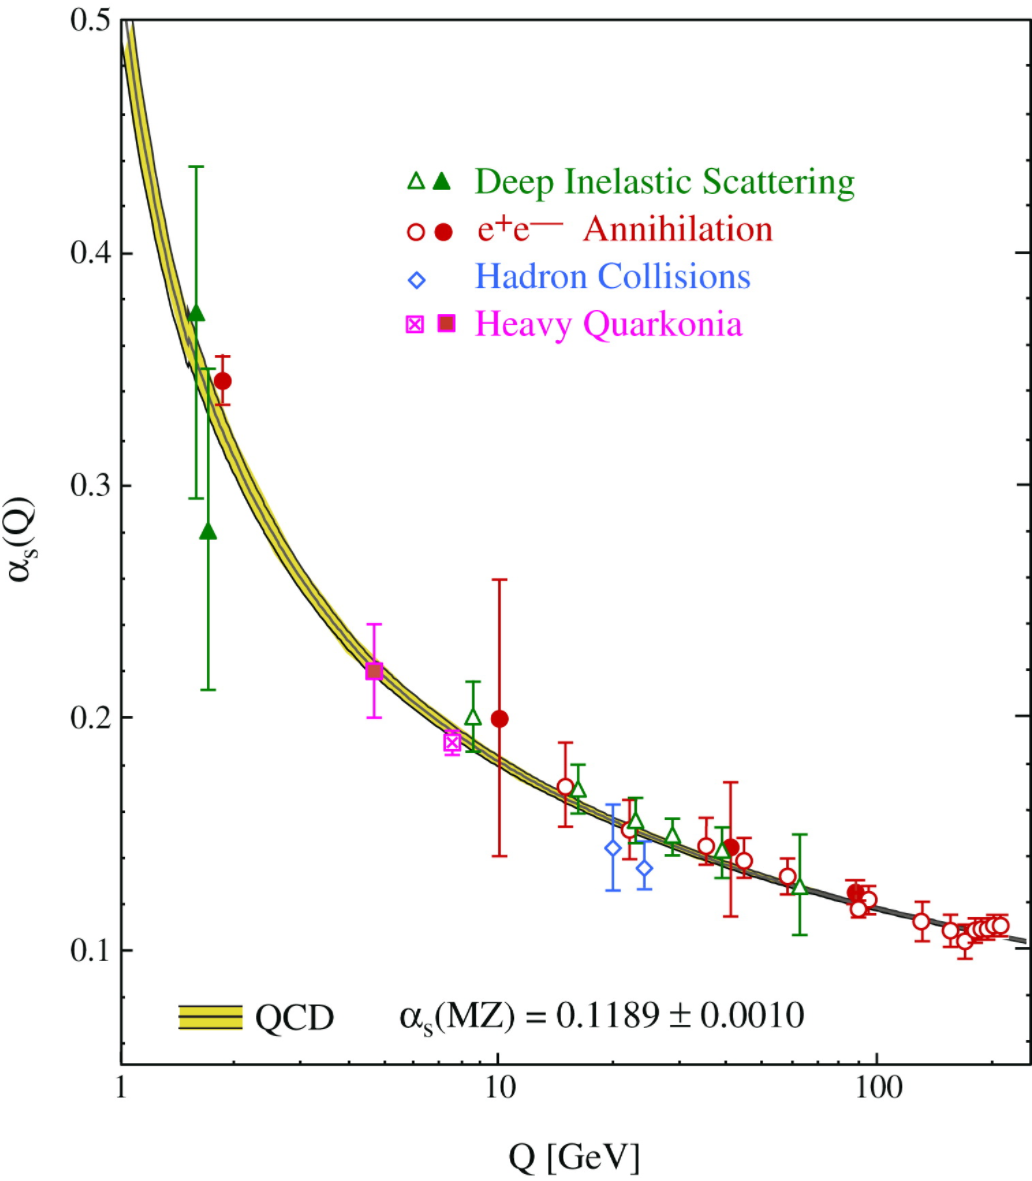 0.5
0.4
0.3
0.2
0.1
αs(Q)
Deep Inelastic Scattering
e+e— Annihilation
Hadron Collisions
Heavy Quarkonia
QCD αs(MZ) = 0.1189 ± 0.0010
1 10 100
Q [GeV]